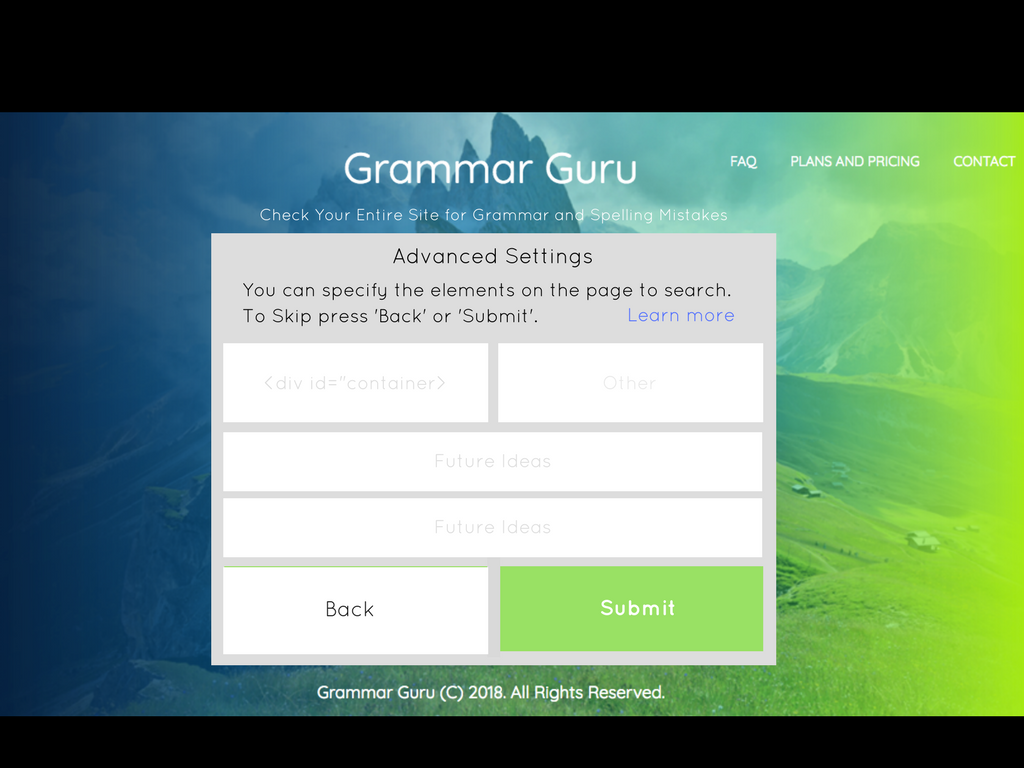 Grammar Guru
FAQ
PLANS AND PRICING
CONTACT
Check Your Entire Site for Grammar and Spelling Mistakes
Advanced Settings
You can specify the elements on the page to search.
To Skip press 'Back' or 'Submit'.
Learn more
<div id="container>
Other
Future Ideas
Future Ideas
Back
Submit
Grammar Guru (C) 2018. All Rights Reserved.